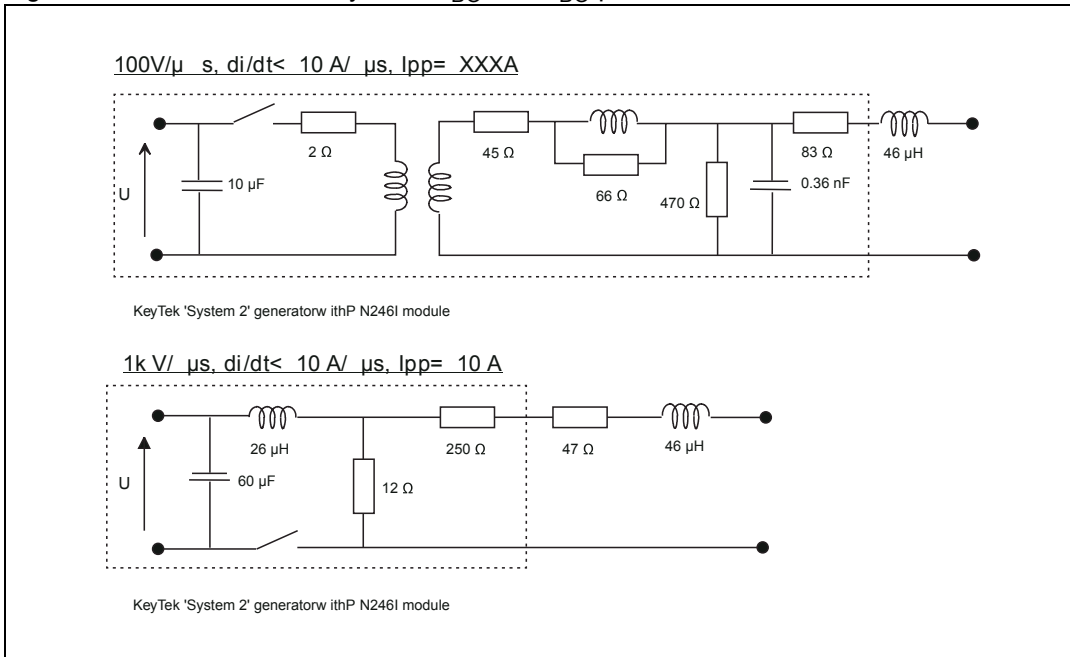 100V/µ s, di/dt< 10 A/ µs, Ipp= XXXA
2 Ω
45 Ω
83 Ω
46 µH
U
10 µF
66 Ω
0.36 nF
470 Ω
KeyTek 'System 2' generatorw ithP N246I module
1k V/ µs, di/dt< 10 A/ µs, Ipp= 10 A
26 µH
250 Ω
47 Ω
46 µH
U
60 µF
12 Ω
KeyTek 'System 2' generatorw ithP N246I module